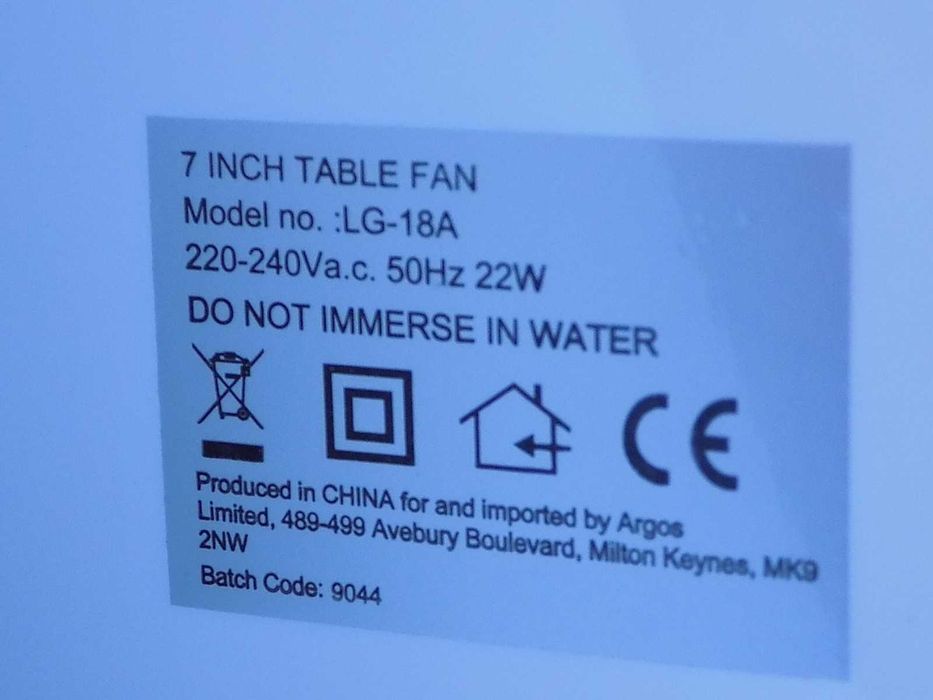 7 INCH TABLE FAN
Model no. :LG-18A
220-240Va.c. 50Hz 22W
DO NOT IMMERSE IN WATER
CE
Produced in CHINA for and imported by Argos
Limited, 489-499 Avebury Boulevard, Milton Keynes, MK9
2NW
Batch Code: 9044